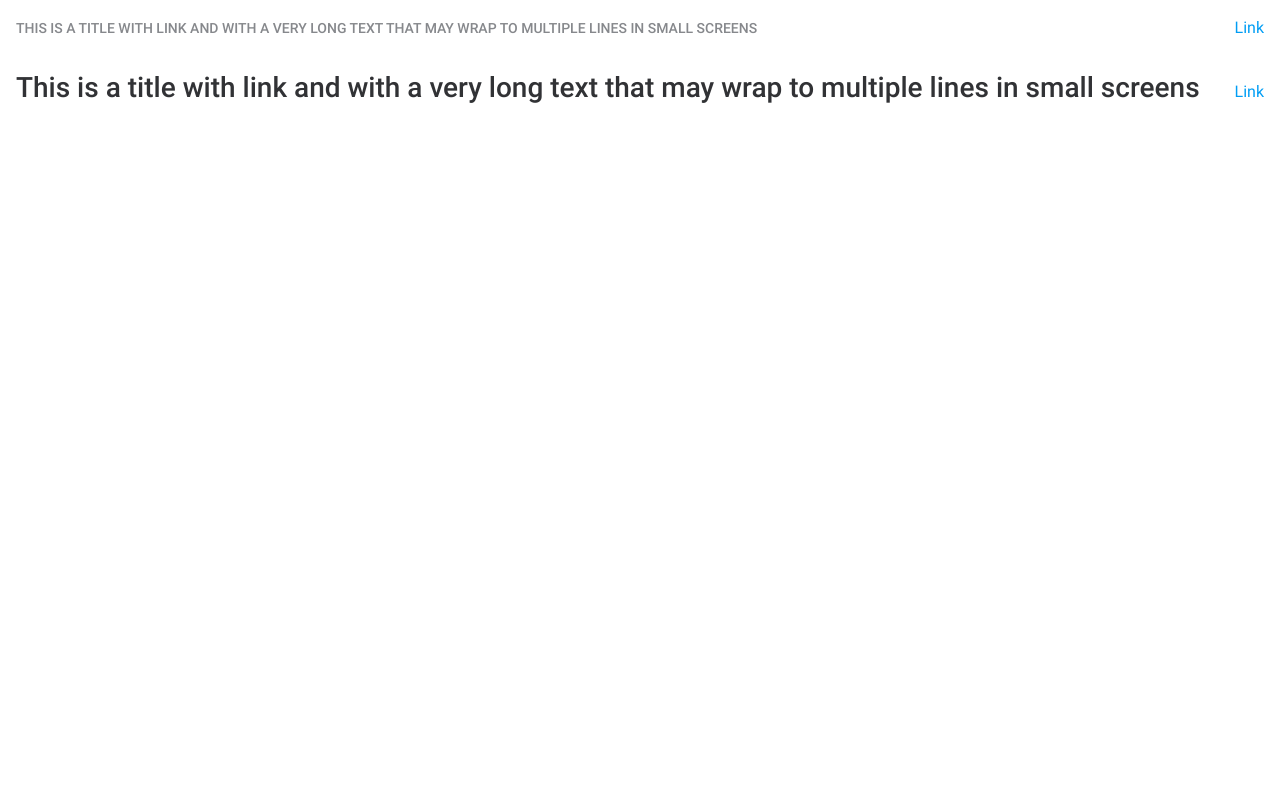 THIS IS A TITLE WITH LINK AND WITH A VERY LONG TEXT THAT MAY WRAP TO MULTIPLE LINES IN SMALL SCREENS Link
This is a title with link and with a very long text that may wrap to multiple lines in small screens Link